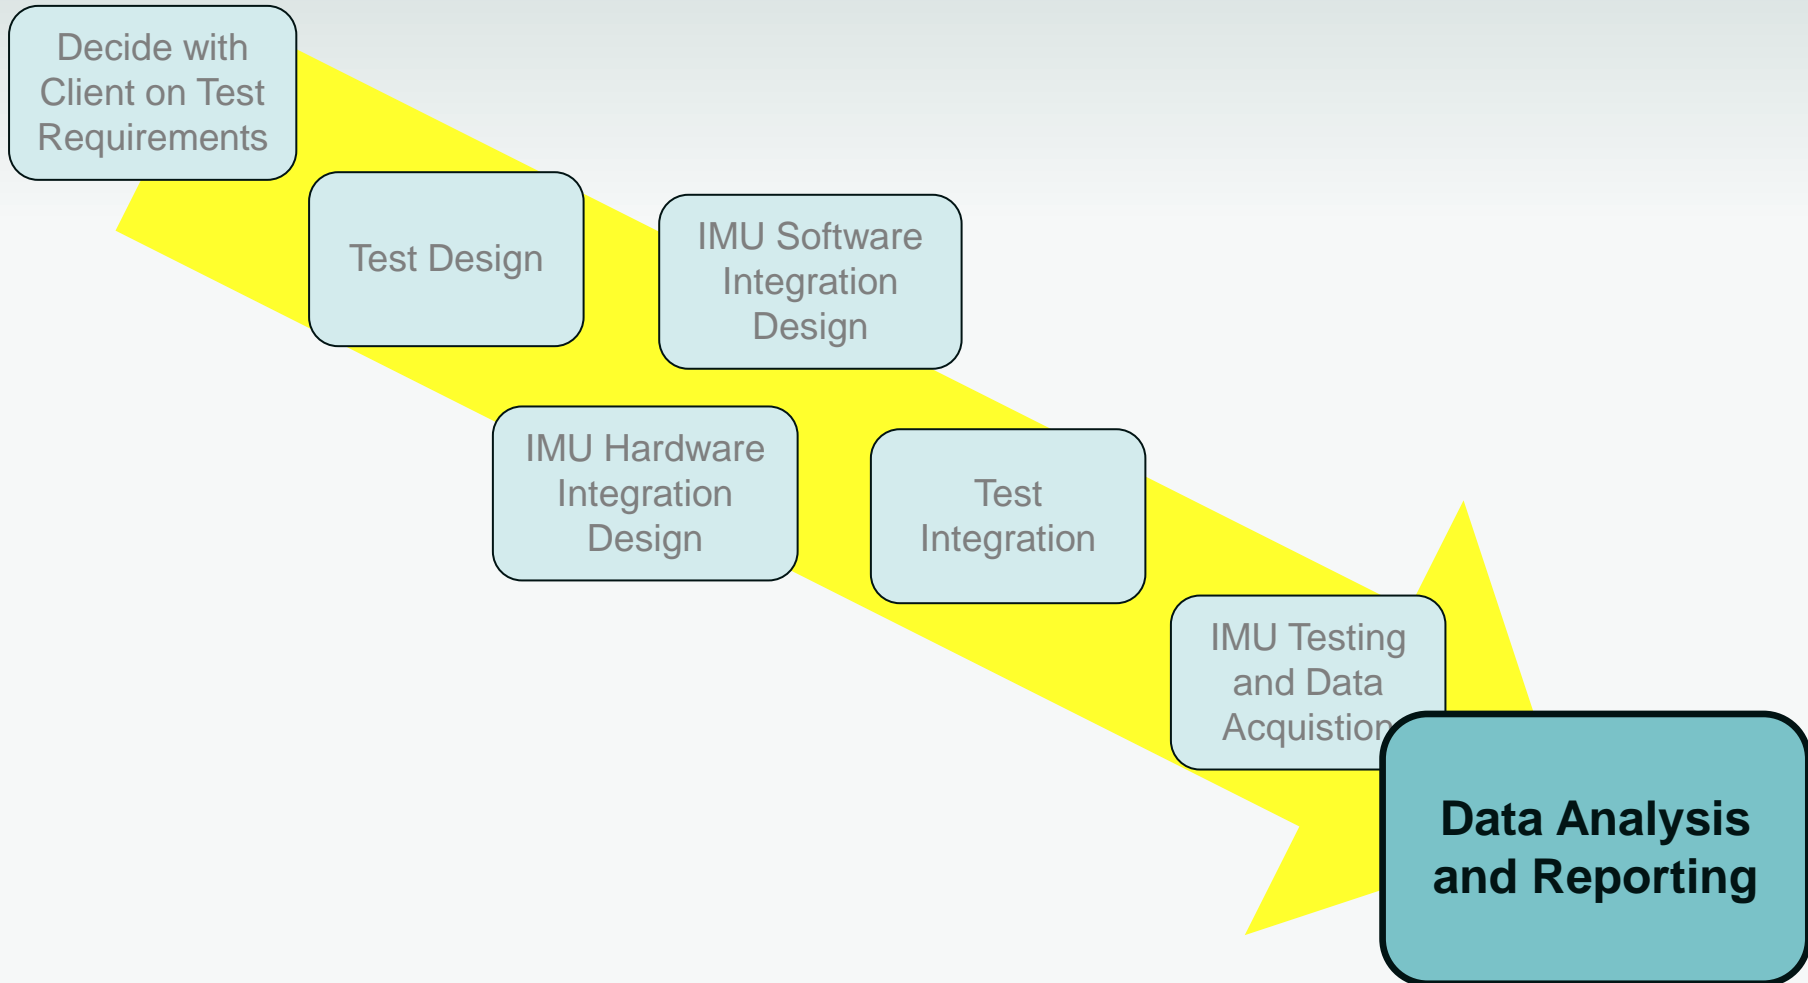 Decide with
Client on Test
Requirements
Test Design
IMU Software
Integration
Design
IMU Hardware
Integration
Design
Test
Integration
IMU Testing
and Data
Acquistion
Data Analysis
and Reporting